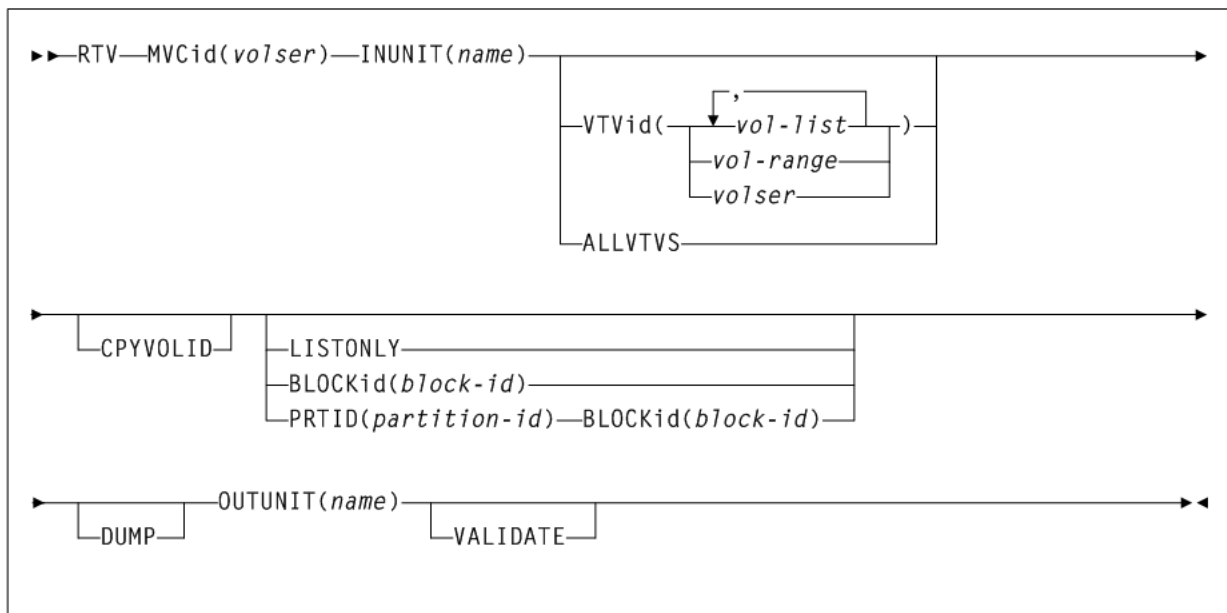 RTV MVCid(volser) INUNIT(name)
,
VTVid( vol-list )
vol-range
volser
ALLVTVS
CPYVOLID
LISTONLY
BLOCKid(block-id)
PRTID(partition-id) BLOCKid(block-id)
DUMP
OUTUNIT(name)
VALIDATE